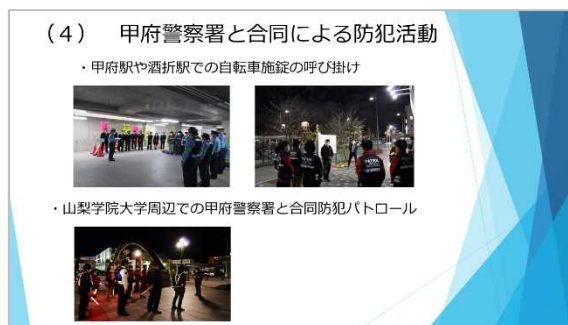 （４）　甲府警察署と合同による防犯活動
・甲府駅や酒折駅での自転車施錠の呼び掛け
・山梨学院大学周辺での甲府警察署と合同防犯パトロール